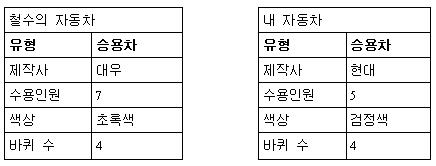 철수의 자동차
유형 승용차
제작사 대우
수용인원 7
색상 초록색
바퀴 수 4
내 자동차
유형 승용차
제작사 현대
수용인원 5
색상 검정색
바퀴 수 4